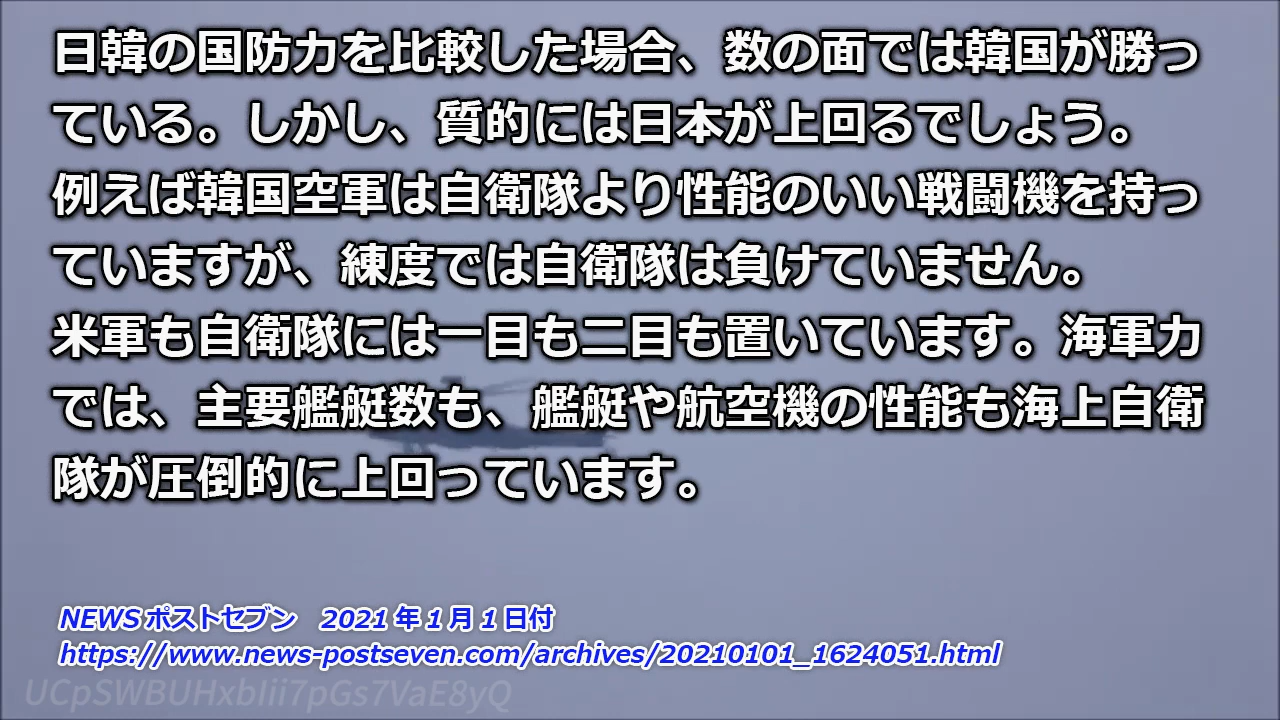 日韓の国防力を比較した場合、数の面では韓国が勝っ
ている。しかし、質的には日本が上回るでしょう。
例えば韓国空軍は自衛隊より性能のいい戦闘機を持っ
ていますが、練度では自衛隊は負けていません。
米軍も自衛隊には一目も二目も置いています。海軍力
では、主要艦艇数も、艦艇や航空機の性能も海上自衛
隊が圧倒的に上回っています。
NEWS ポストセブン　2021 年 1 月 1 日付
https://www.news-postseven.com/archives/20210101_1624051.html
UCpSWBUHxbIii7pGs7VaE8yQ